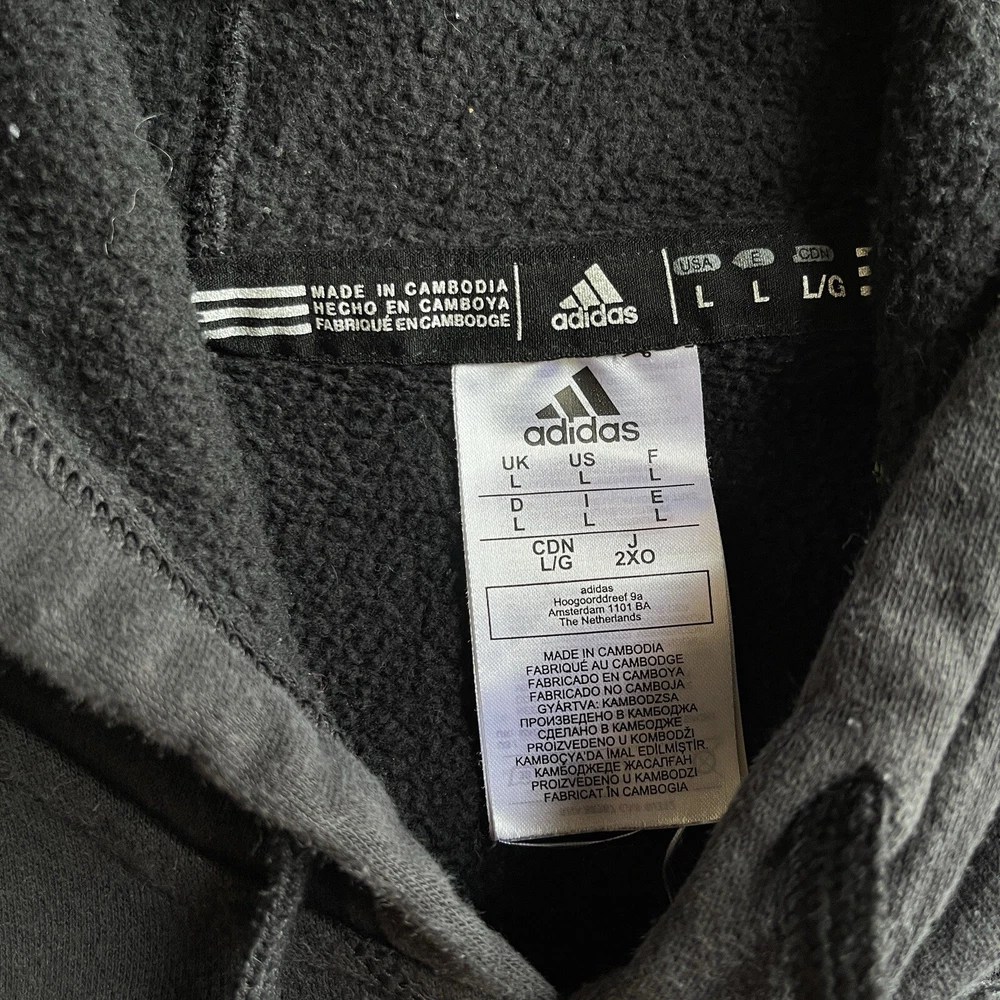 MADE IN CAMBODIA
HECHO EN CAMBOYA
FABRIQUÉ EN CAMBODGE
adidas
USA E CDN
L L L/G
adidas
UK US F
L L L
D I E
L L L
CDN J
L/G 2XO
adidas
Hoogoorddreef 9a
Amsterdam 1101 BA
The Netherlands
MADE IN CAMBODIA
FABRIQUÉ AU CAMBODGE
FABRICADO EN CAMBOYA
FABRICADO NO CAMBOJA
GYÁRTVA: KAMBODZSA
ПРОИЗВЕДЕНО В КАМБОДЖА
СДЕЛАНО В КАМБОДЖЕ
PROIZVEDENO U KOMBODŽI
KAMBOÇYA'DA İMAL EDİLMİŞTİR.
КАМБОДЖЕДЕ ЖАСАЛҒАН
PROIZVEDENO U KAMBODZI
FABRICAT ÎN CAMBOGIA